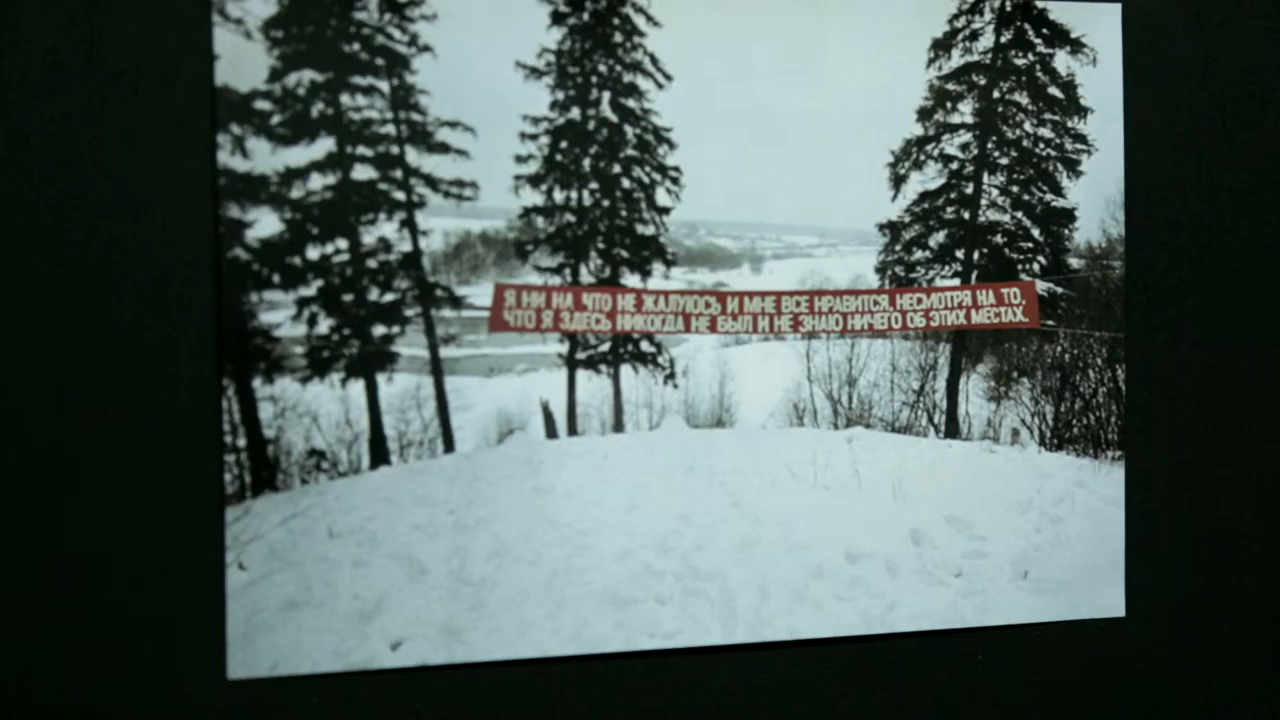 Я НИ НА ЧТО НЕ ЖАЛУЮСЬ И МНЕ ВСЕ НРАВИТСЯ, НЕСМОТРЯ НА ТО,
ЧТО Я ЗДЕСЬ НИКОГДА НЕ БЫЛ И НЕ ЗНАЮ НИЧЕГО ОБ ЭТИХ МЕСТАХ.